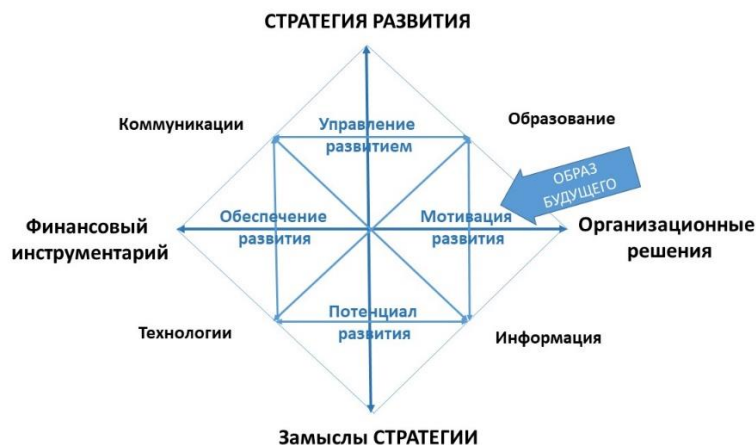 СТРАТЕГИЯ РАЗВИТИЯ
Коммуникации
Управление
развитием
Образование
ОБРАЗ
БУДУЩЕГО
Финансовый
инструментарий
Обеспечение
развития
Мотивация
развития
Организационные
решения
Технологии
Потенциал
развития
Информация
Замыслы СТРАТЕГИИ